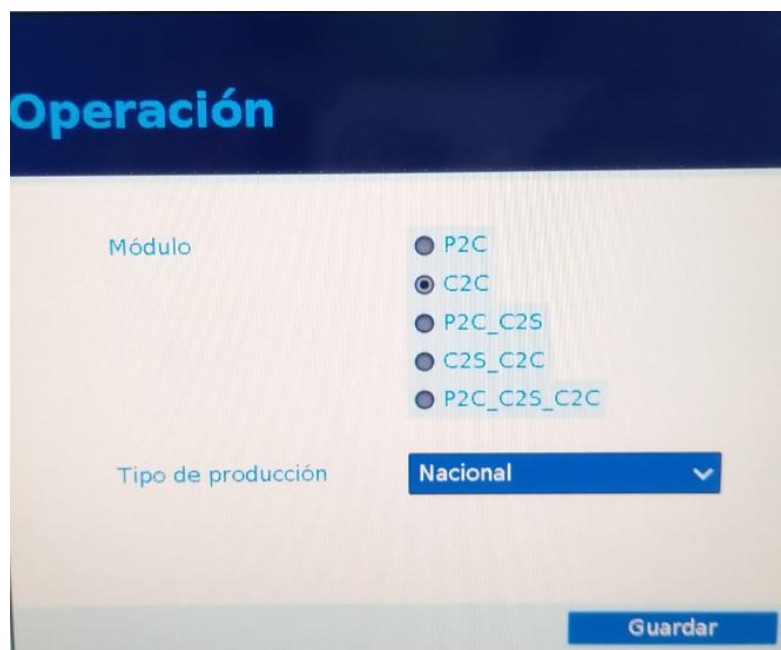 Operación
Módulo
P2C
C2C
P2C_C2S
C2S_C2C
P2C_C2S_C2C
Tipo de producción
Nacional
Guardar